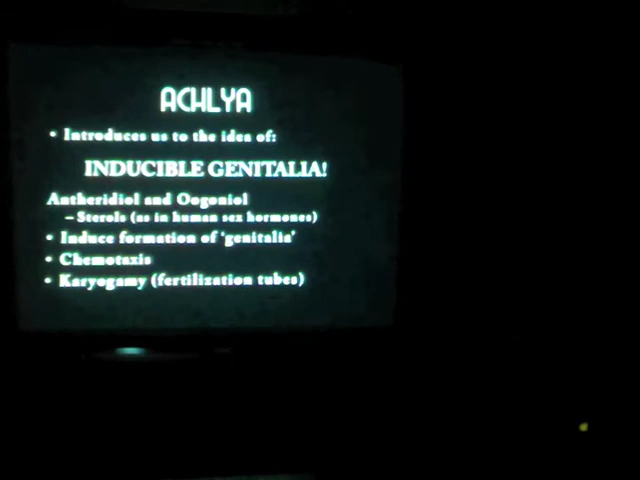 ACHLYA
• Introduces us to the idea of:
INDUCIBLE GENITALIA!
Antheridiol and Oogoniol
– Sterols (as in human sex hormones)
• Induce formation of ‘genitalia’
• Chemotaxis
• Karyogamy (fertilization tubes)